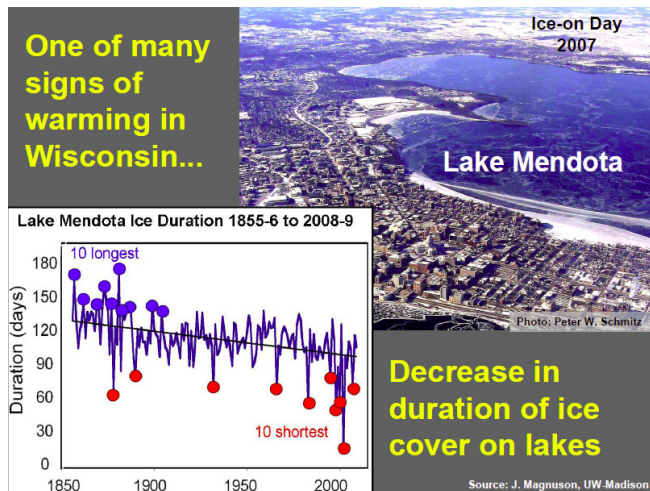 One of many
signs of
warming in
Wisconsin...
Ice-on Day
2007
Lake Mendota
Photo: Peter W. Schmitz
Lake Mendota Ice Duration 1855-6 to 2008-9
10 longest
180
150
120
90
60
30
0
Duration (days)
10 shortest
1850
1900
1950
2000
Decrease in
duration of ice
cover on lakes
Source: J. Magnuson, UW-Madison